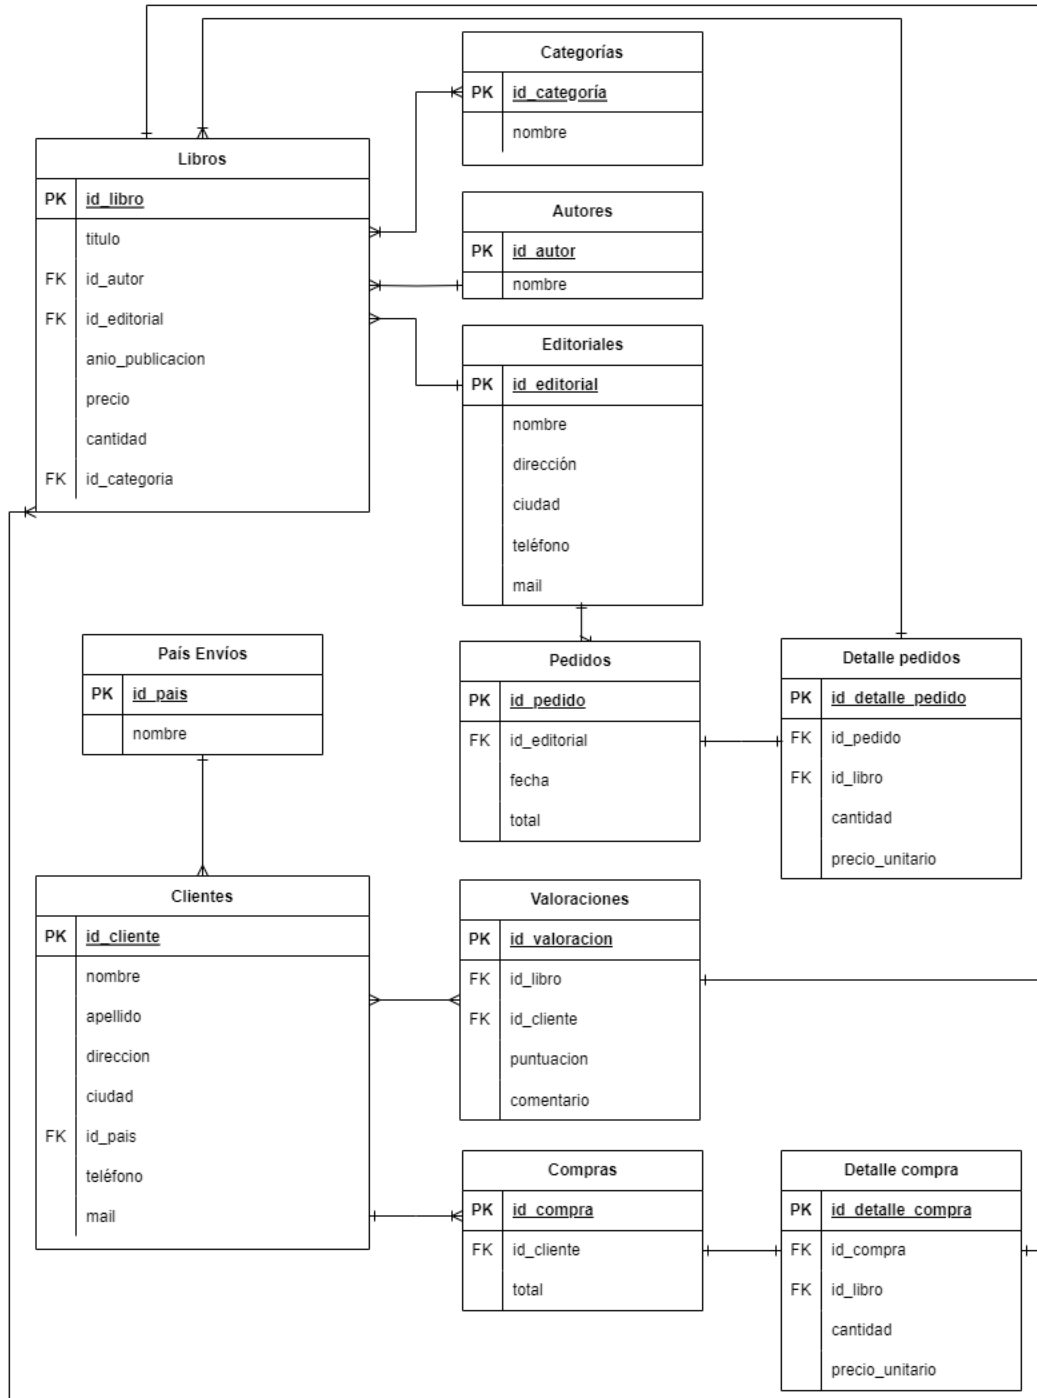 Categorías
PK id_categoría
nombre
Libros
PK id_libro
titulo
FK id_autor
FK id_editorial
anio_publicacion
precio
cantidad
FK id_categoria
Autores
PK id_autor
nombre
Editoriales
PK id_editorial
nombre
dirección
ciudad
teléfono
mail
País Envíos
PK id_pais
nombre
Pedidos
PK id_pedido
FK id_editorial
fecha
total
Detalle pedidos
PK id_detalle_pedido
FK id_pedido
FK id_libro
cantidad
precio_unitario
Clientes
PK id_cliente
nombre
apellido
direccion
ciudad
FK id_pais
teléfono
mail
Valoraciones
PK id_valoracion
FK id_libro
FK id_cliente
puntuacion
comentario
Compras
PK id_compra
FK id_cliente
total
Detalle compra
PK id_detalle_compra
FK id_compra
FK id_libro
cantidad
precio_unitario